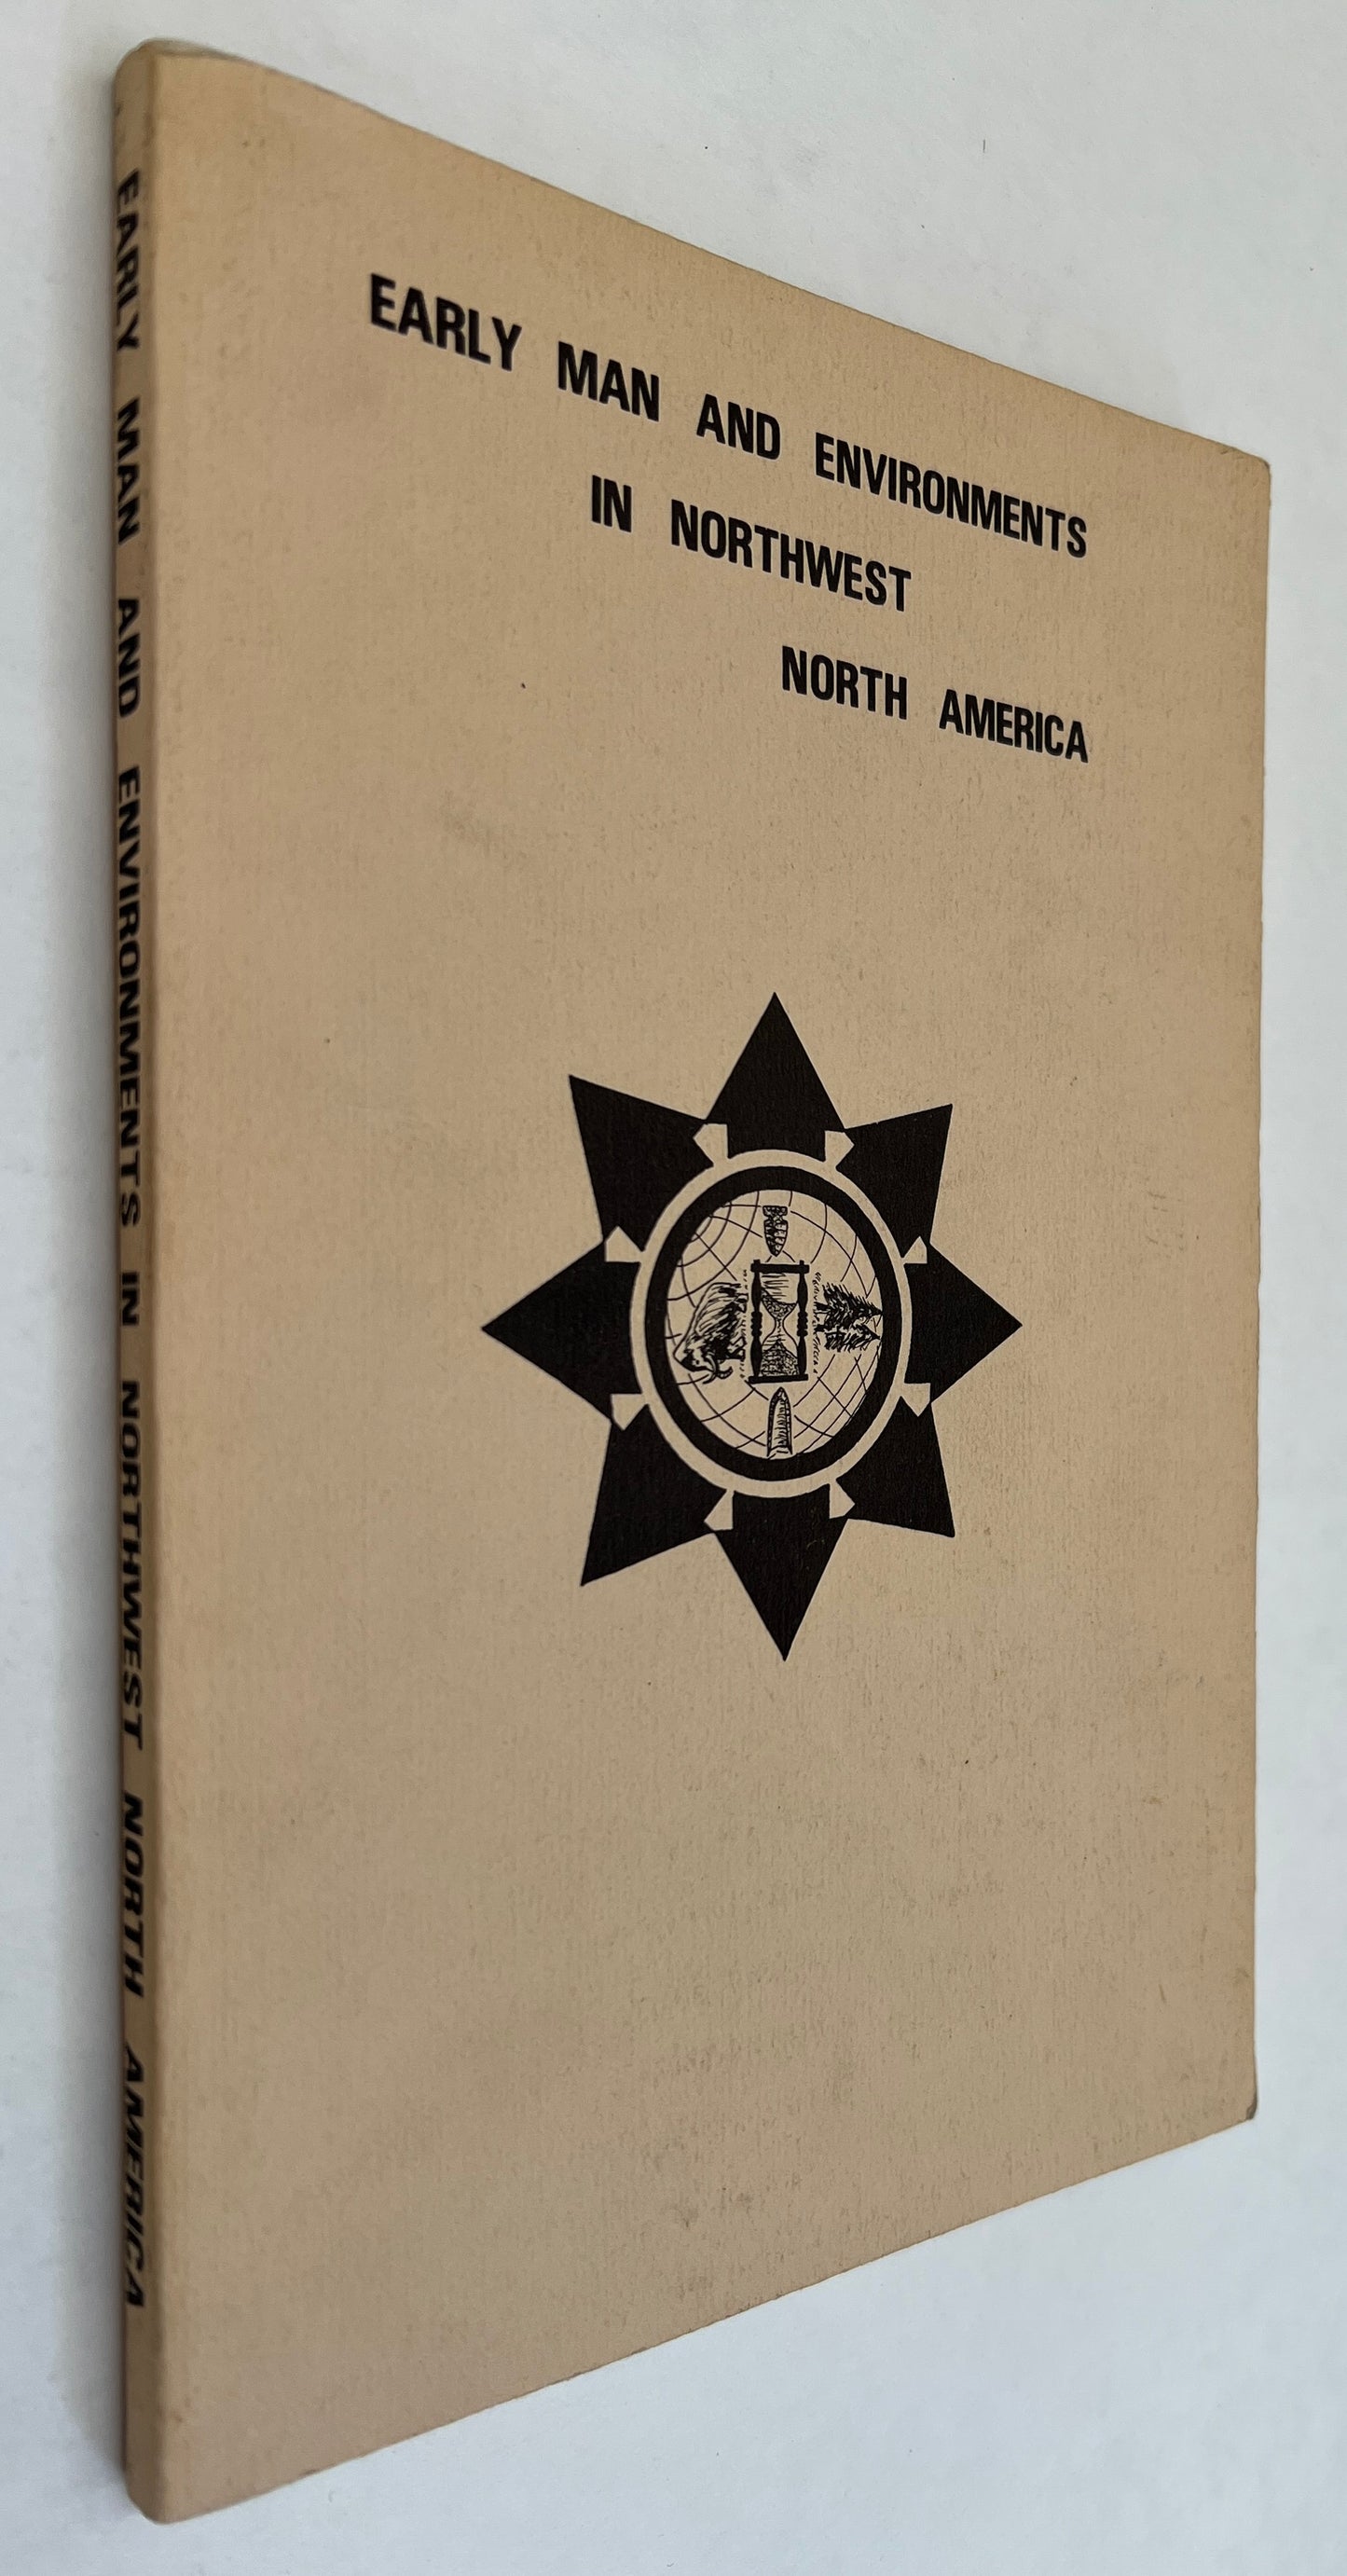 EARLY MAN AND ENVIRONMENTS
IN NORTHWEST
NORTH AMERICA
EARLY MAN AND ENVIRONMENTS IN NORTHWEST NORTH AMERICA